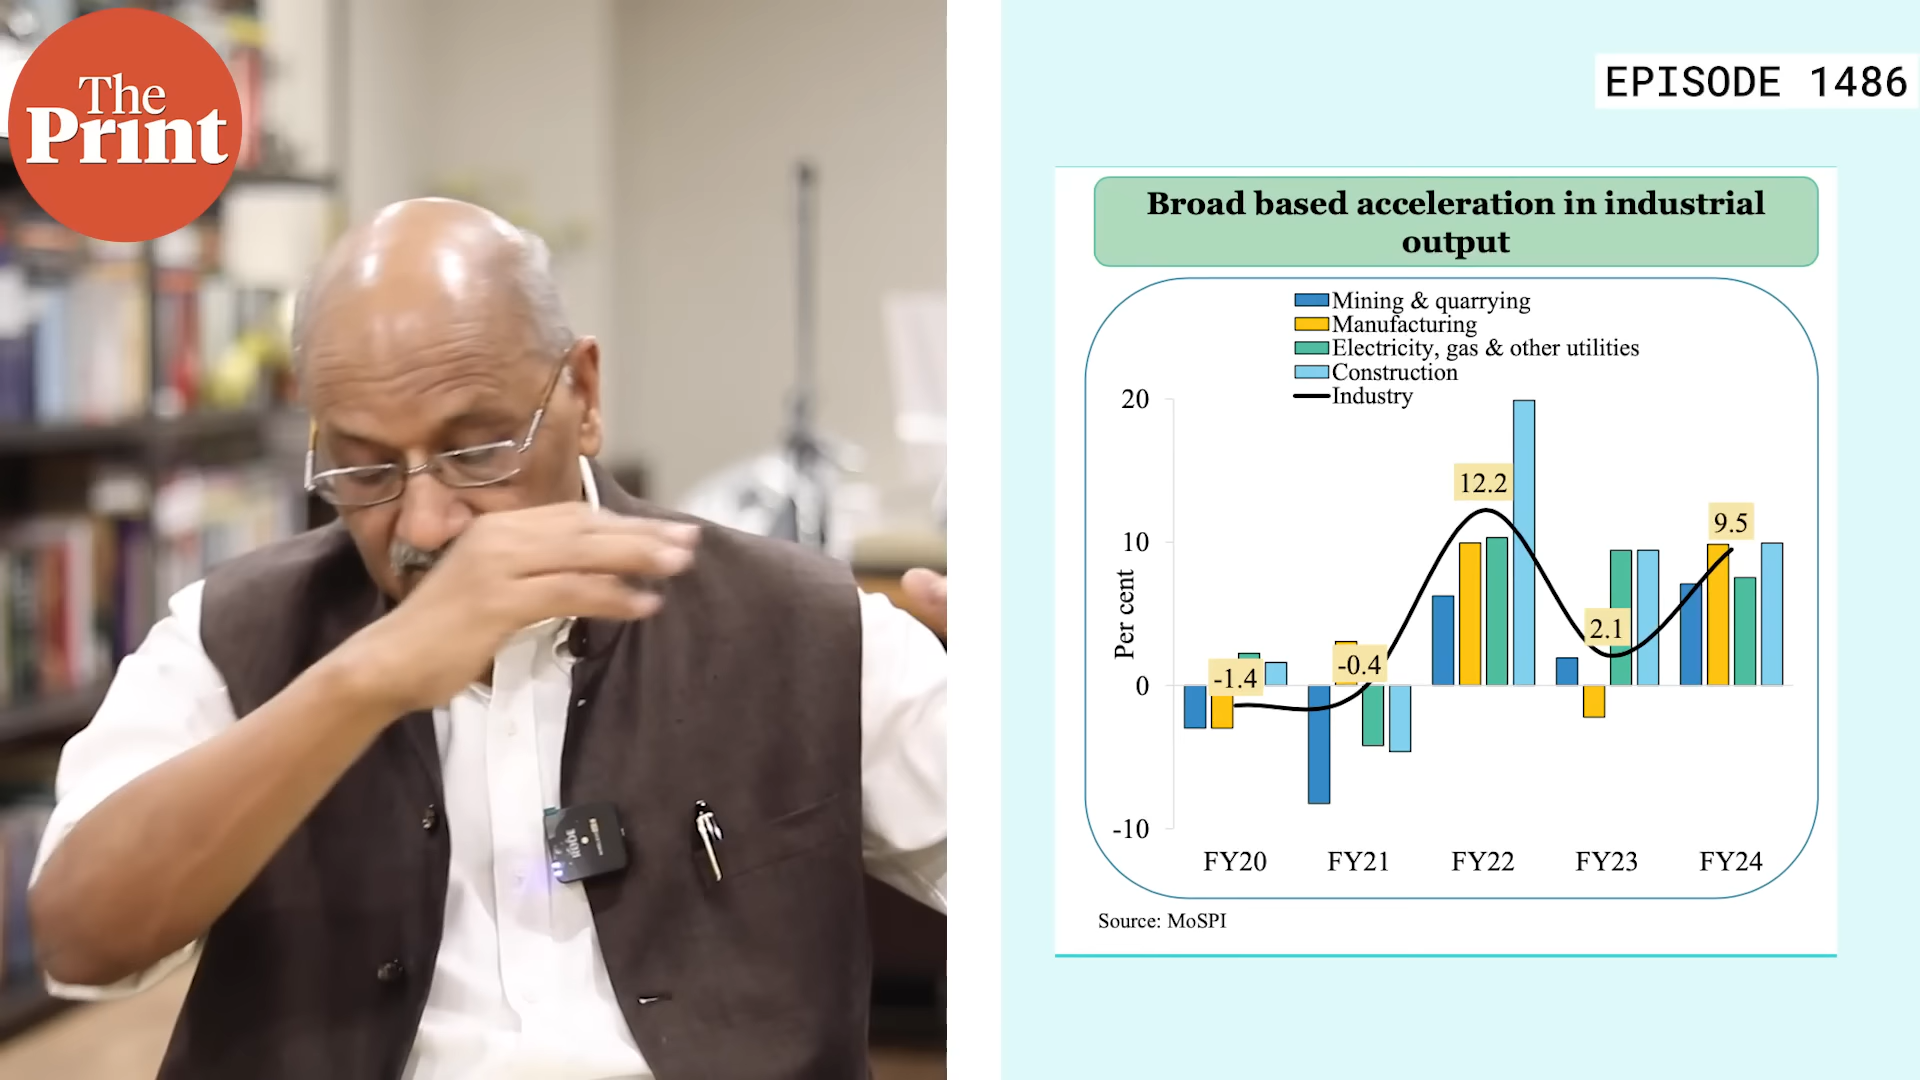 The
Print
EPISODE 1486
Broad based acceleration in industrial
output
Mining & quarrying
Manufacturing
Electricity, gas & other utilities
Construction
Industry
20
10
0
-10
Per cent
-1.4
-0.4
12.2
2.1
9.5
FY20
FY21
FY22
FY23
FY24
Source: MoSPI
RODE